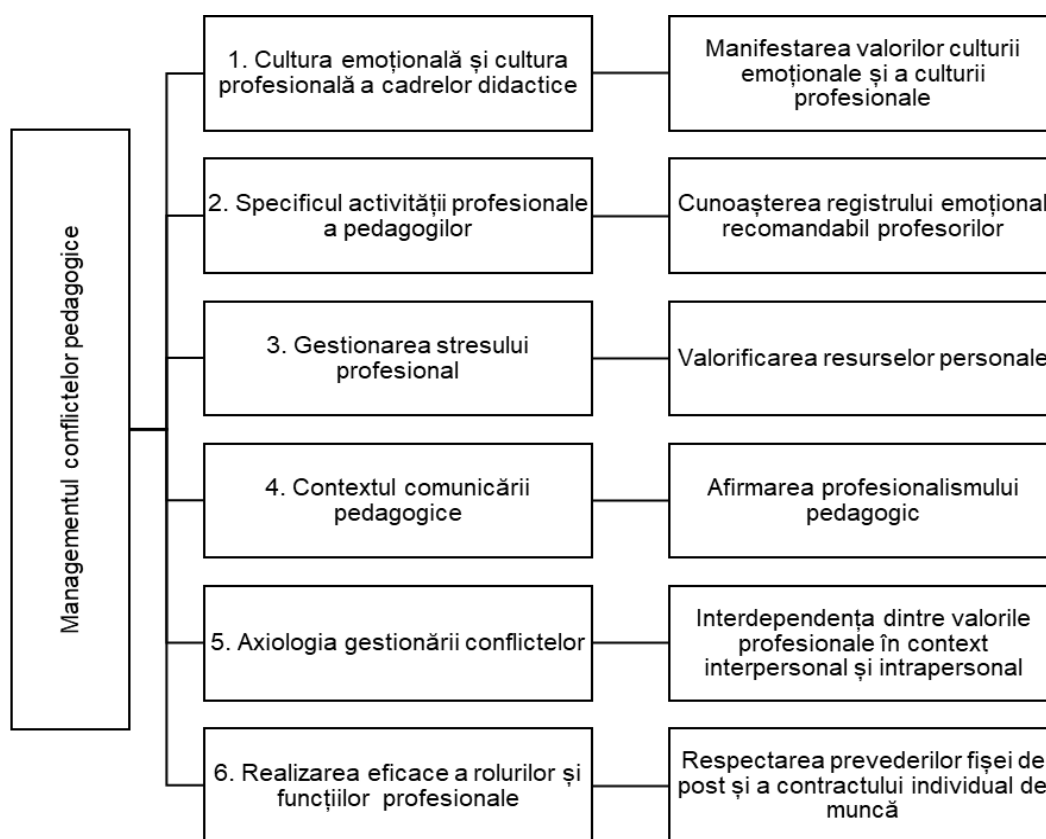 Managementul conflictelor pedagogice
1. Cultura emoțională și cultura
profesională a cadrelor didactice
Manifestarea valorilor culturii
emoționale și a culturii
profesionale
2. Specificul activității profesionale
a pedagogilor
Cunoașterea registrului emoțional
recomandabil profesorilor
3. Gestionarea stresului
profesional
Valorificarea resurselor personale
4. Contextul comunicării
pedagogice
Afirmarea profesionalismului
pedagogic
5. Axiologia gestionării conflictelor
Interdependența dintre valorile
profesionale în context
interpersonal și intrapersonal
6. Realizarea eficace a rolurilor și
funcțiilor profesionale
Respectarea prevederilor fișei de
post și a contractului individual de
muncă